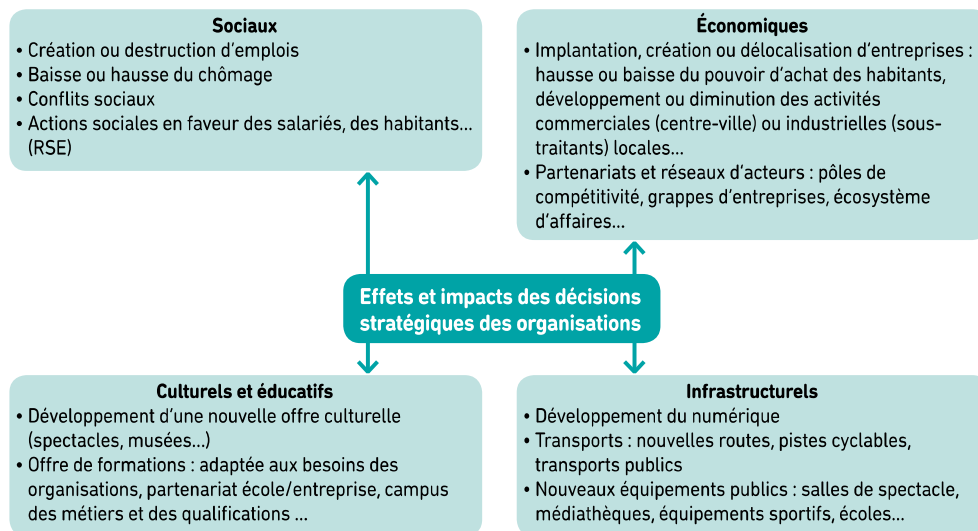 Sociaux
• Création ou destruction d'emplois
• Baisse ou hausse du chômage
• Conflits sociaux
• Actions sociales en faveur des salariés, des habitants...
(RSE)
Économiques
• Implantation, création ou délocalisation d'entreprises :
hausse ou baisse du pouvoir d'achat des habitants,
développement ou diminution des activités
commerciales (centre-ville) ou industrielles (sous-
traitants) locales...
• Partenariats et réseaux d'acteurs : pôles de
compétitivité, grappes d'entreprises, écosystème
d'affaires...
Effets et impacts des décisions
stratégiques des organisations
Culturels et éducatifs
• Développement d'une nouvelle offre culturelle
(spectacles, musées...)
• Offre de formations : adaptée aux besoins des
organisations, partenariat école/entreprise, campus
des métiers et des qualifications ...
Infrastructurels
• Développement du numérique
• Transports : nouvelles routes, pistes cyclables,
transports publics
• Nouveaux équipements publics : salles de spectacle,
médiathèques, équipements sportifs, écoles...